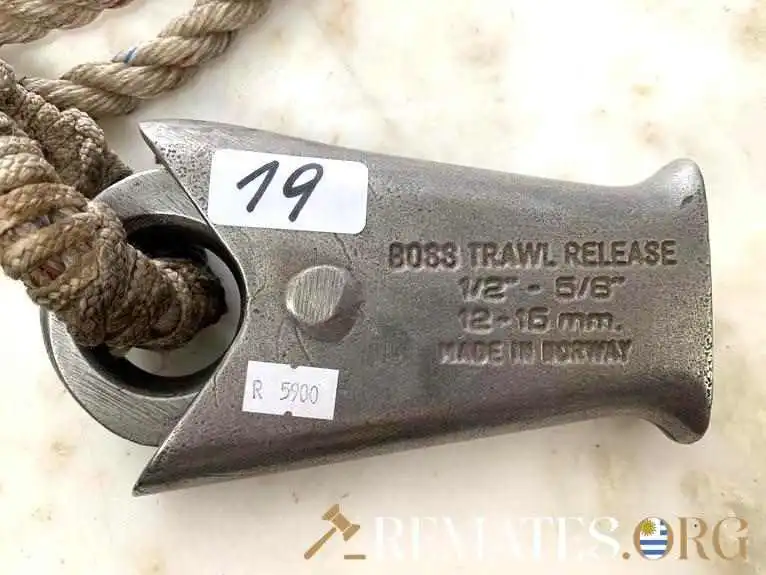 19
BOSS TRAWL RELEASE
1/2" - 5/8"
12-16 mm.
MADE IN NORWAY
R 5900
REMATES.ORG